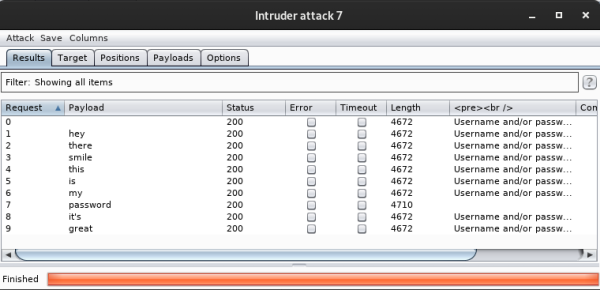 Intruder attack 7
Attack Save Columns
Results Target Positions Payloads Options
Filter: Showing all items ?
Request Payload Status Error Timeout Length <pre><br /> Con
0 200 4672 Username and/or passw...
1 hey 200 4672 Username and/or passw...
2 there 200 4672 Username and/or passw...
3 smile 200 4672 Username and/or passw...
4 this 200 4672 Username and/or passw...
5 is 200 4672 Username and/or passw...
6 my 200 4672 Username and/or passw...
7 password 200 4710
8 it's 200 4672 Username and/or passw...
9 great 200 4672 Username and/or passw...
Finished